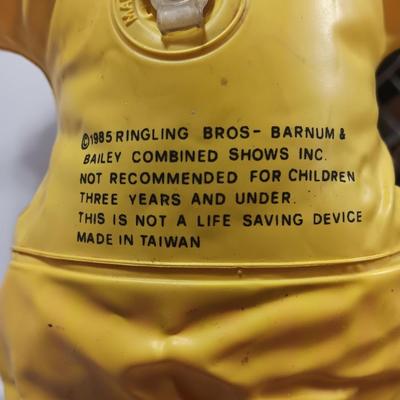 MA
©1985 RINGLING BROS- BARNUM &
BAILEY COMBINED SHOWS INC.
NOT RECOMMENDED FOR CHILDREN
THREE YEARS AND UNDER.
THIS IS NOT A LIFE SAVING DEVICE
MADE IN TAIWAN